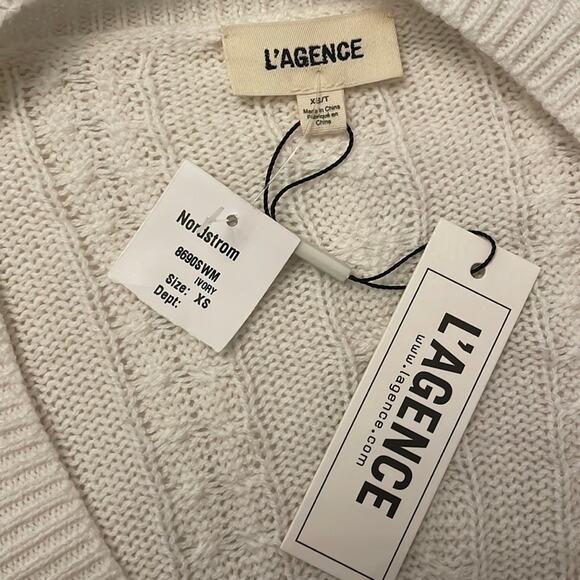 L'AGENCE
XS/T
Made in China
Fabriqué en
Chine
Nordstrom
8690SWM
IVORY
Size: XS
Dept:
L'AGENCE
www.lagence.com